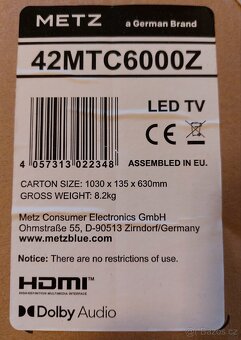 METZ a German Brand
42MTC6000Z
LED TV
CE
4 057313 022348
ASSEMBLED IN EU.
CARTON SIZE: 1030 x 135 x 630mm
GROSS WEIGHT: 8.2kg
Metz Consumer Electronics GmbH
Ohmstraße 55, D-90513 Zirndorf/Germany
www.metzblue.com
Notice: There are no restrictions of use.
HDMI
HIGH-DEFINITION MULTIMEDIA INTERFACE
Dolby Audio